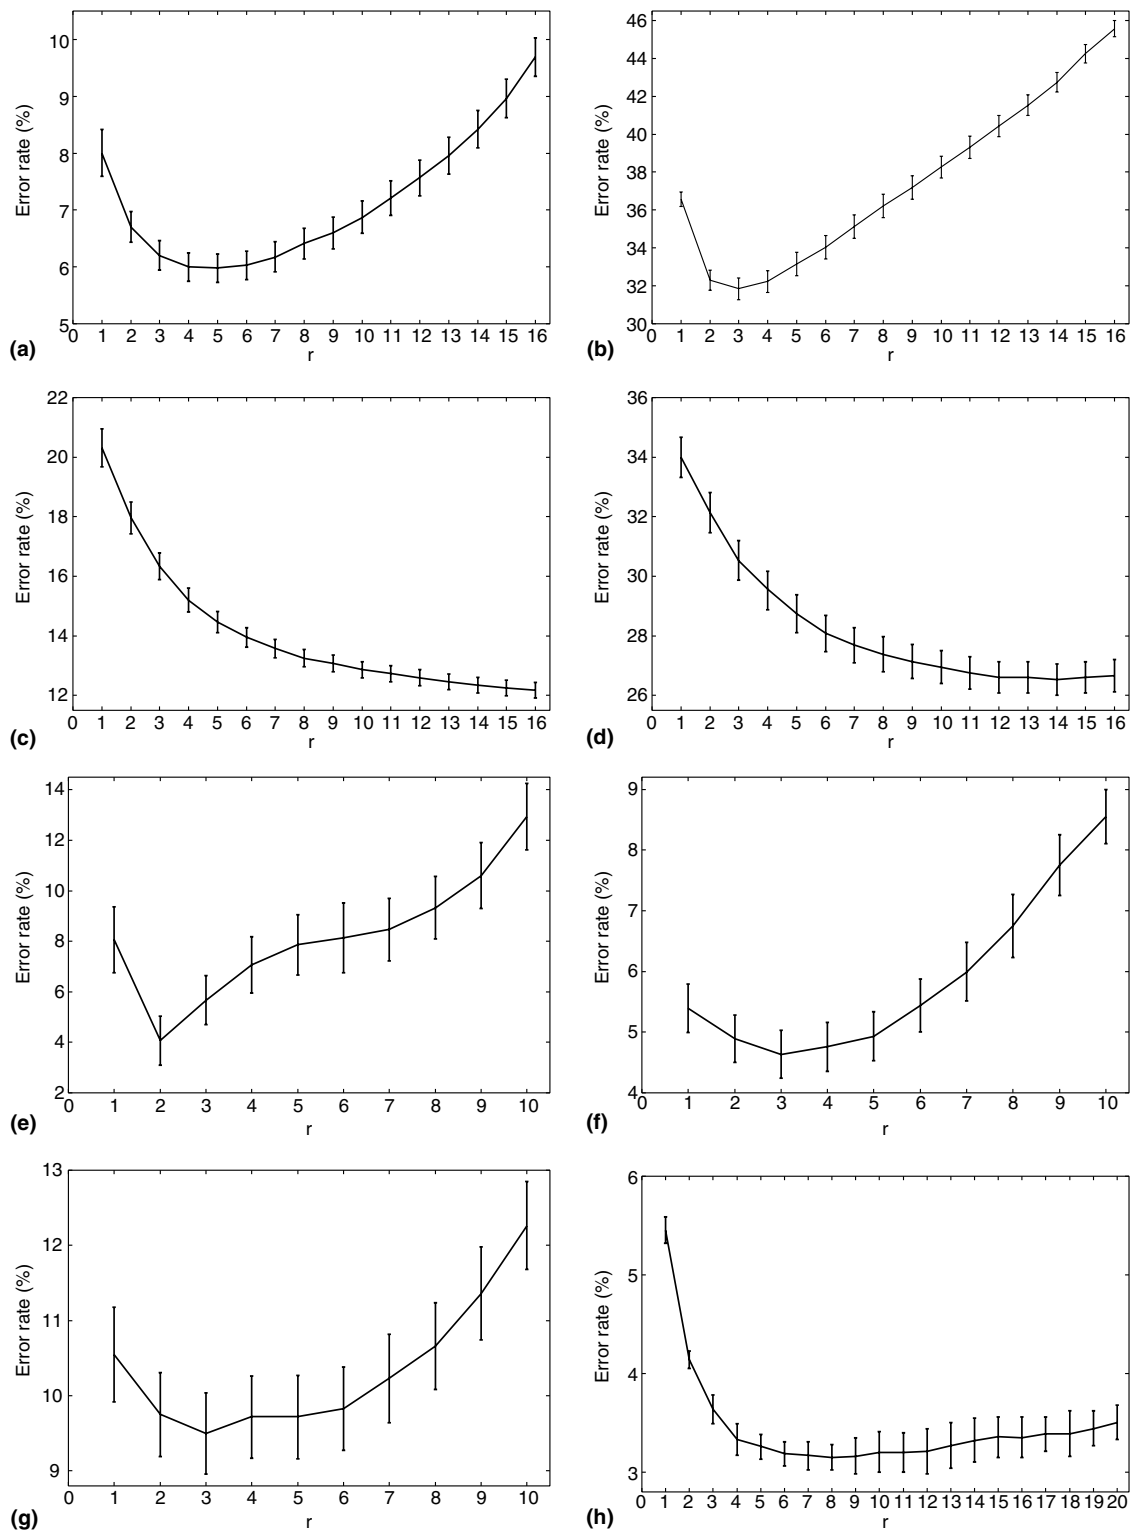 10
9
8
7
6
5
Error rate (%)
0 1 2 3 4 5 6 7 8 9 10 11 12 13 14 15 16
r
(a)
46
44
42
40
38
36
34
32
30
Error rate (%)
0 1 2 3 4 5 6 7 8 9 10 11 12 13 14 15 16
r
(b)
22
20
18
16
14
12
Error rate (%)
0 1 2 3 4 5 6 7 8 9 10 11 12 13 14 15 16
r
(c)
36
34
32
30
28
26
Error rate (%)
0 1 2 3 4 5 6 7 8 9 10 11 12 13 14 15 16
r
(d)
14
12
10
8
6
4
2
Error rate (%)
0 1 2 3 4 5 6 7 8 9 10
r
(e)
9
8
7
6
5
4
Error rate (%)
0 1 2 3 4 5 6 7 8 9 10
r
(f)
13
12
11
10
9
Error rate (%)
0 1 2 3 4 5 6 7 8 9 10
r
(g)
6
5
4
3
Error rate (%)
0 1 2 3 4 5 6 7 8 9 10 11 12 13 14 15 16 17 18 19 20
r
(h)